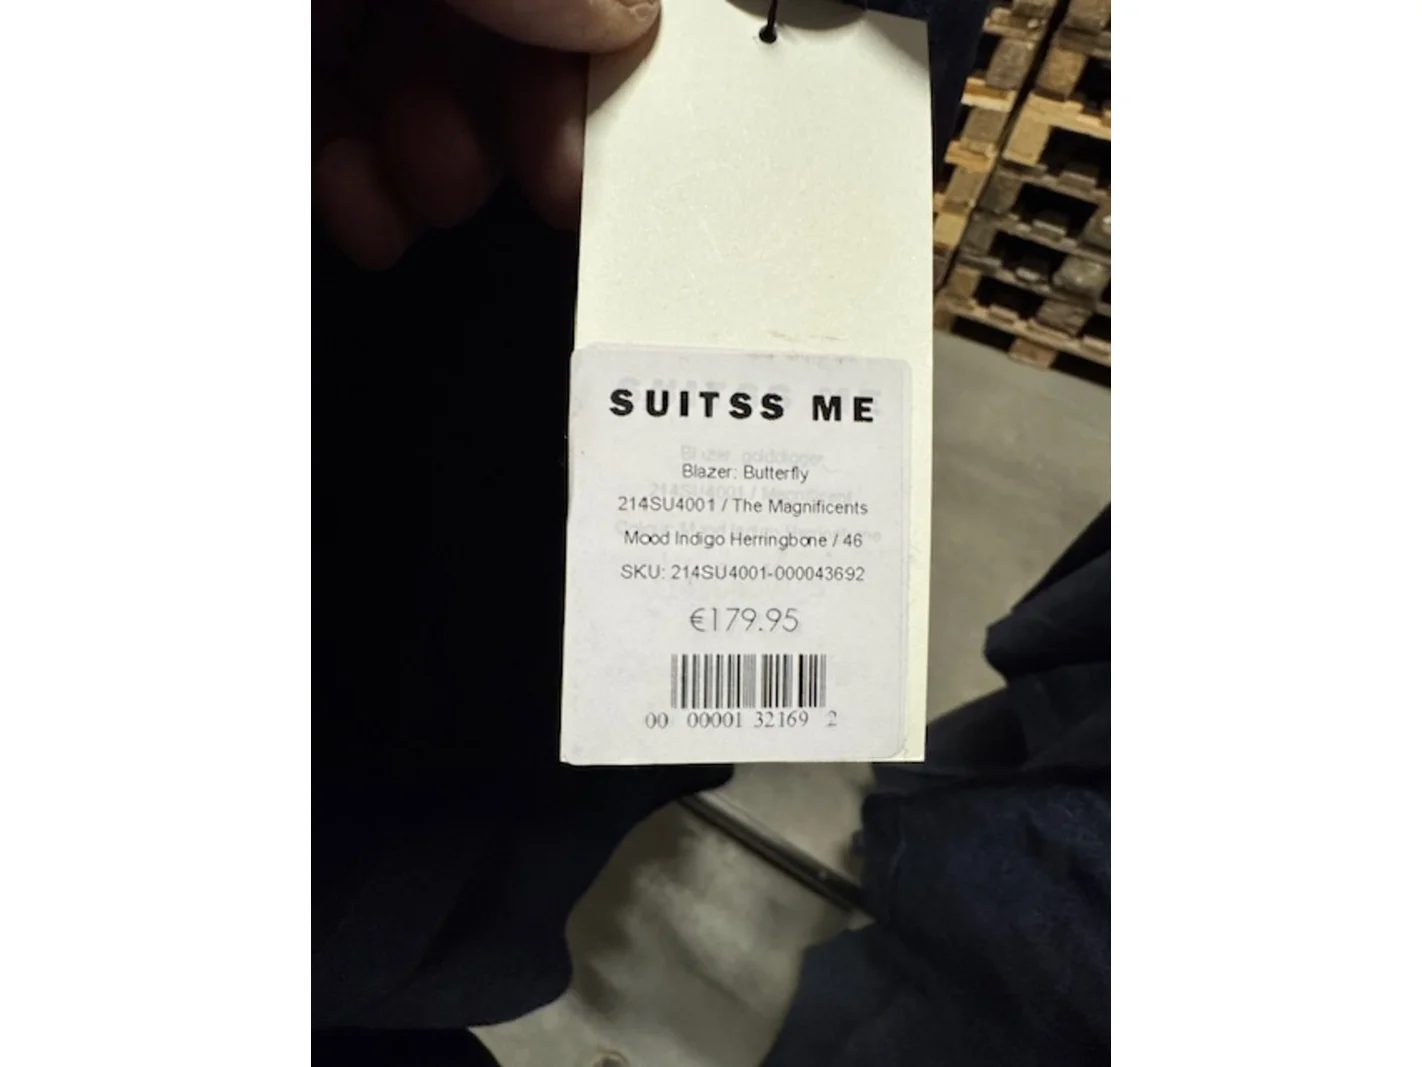 SUITSS ME
Blazer: Butterfly
214SU4001 / The Magnificents
Mood Indigo Herringbone / 46
SKU: 214SU4001-000043692
€179.95
00 00001 32169 2